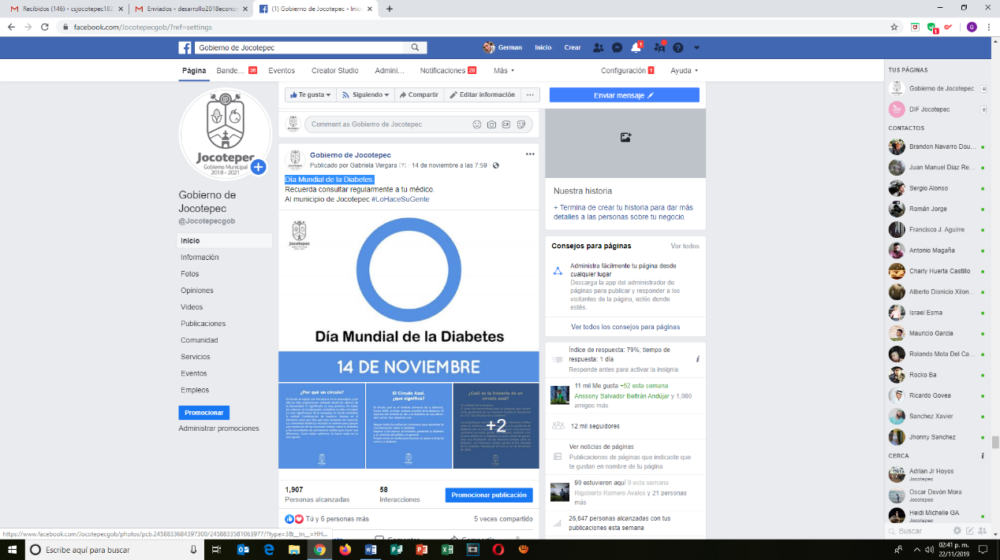 Recibidos (146) - csjocotepec182
Enviados - desarrollo2018econo
(1) Gobierno de Jocotepec - Inic
facebook.com/Jocotepecgob/?ref=settings
Gobierno de Jocotepec
German
Inicio
Crear
1
Página
Bande... 36
Eventos
Creator Studio
Admini...
Notificaciones 28
Más
Configuración 1
Ayuda
Jocotepec
Gobierno Municipal
2018 - 2021
Gobierno de
Jocotepec
@Jocotepecgob
Inicio
Información
Fotos
Opiniones
Videos
Publicaciones
Comunidad
Servicios
Eventos
Empleos
Promocionar
Administrar promociones
Te gusta
Siguiendo
Compartir
Editar información
Comment as Gobierno de Jocotepec
Gobierno de Jocotepec
Publicado por Gabriela Vergara [?] · 14 de noviembre a las 7:59 ·
Día Mundial de la Diabetes
Recuerda consultar regularmente a tu médico.
Al municipio de Jocotepec #LoHaceSuGente
Jocotepec
Día Mundial de la Diabetes
14 DE NOVIEMBRE
¿Por qué un círculo?
El Círculo Azul,
¿que significa?
¿Cuál es la historia de un
círculo azul?
+2
1,907
Personas alcanzadas
58
Interacciones
Promocionar publicación
Tú y 6 personas más
5 veces compartido
Enviar mensaje
Nuestra historia
+ Termina de crear tu historia para dar más
detalles a las personas sobre tu negocio.
Consejos para páginas
Ver todos
Administra fácilmente tu página desde
cualquier lugar
Descarga la app del administrador de
páginas para publicar y responder a los
visitantes de la página, estés donde
estés.
Ver todos los consejos para páginas
Índice de respuesta: 79%; tiempo de
respuesta: 1 día
Responde antes para activar la insignia
11 mil Me gusta +52 esta semana
Anssony Salvador Beltrán Andújar y 1,080
amigos más
12 mil seguidores
Ver noticias de páginas
Publicaciones de páginas que indicaste que
te gustan en nombre de tu página
90 estuvieron aquí 0 esta semana
Rigoberto Romero Avalos y 21 personas
más
26,647 personas alcanzadas con tus
publicaciones esta semana
TUS PÁGINAS
Gobierno de Jocotepec
DIF Jocotepec
CONTACTOS
Brandon Navarro Dou...
Juan Manuel Diaz Re...
Sergio Alonso
Román Jorge
Francisco J. Aguirre
Antonio Magaña
Charly Huerta Castillo
Alberto Dionicio Xilon...
Israel Esma
Mauricio Garcia
Rolando Mota Del Ca...
Rocko Ba
Ricardo Govea
Sanchez Xavier
Jhonny Sanchez
CERCA
Adrian Jr Hoyos
Jocotepec
Oscar Devón Mora
Jocotepec
Heidi Michelle GA
Jocotepec
Buscar
https://www.facebook.com/Jocotepecgob/photos/pcb.2458833684397300/2458833581063977/?type=3&__tn__=HH...
Escribe aquí para buscar
02:41 p. m.
22/11/2019